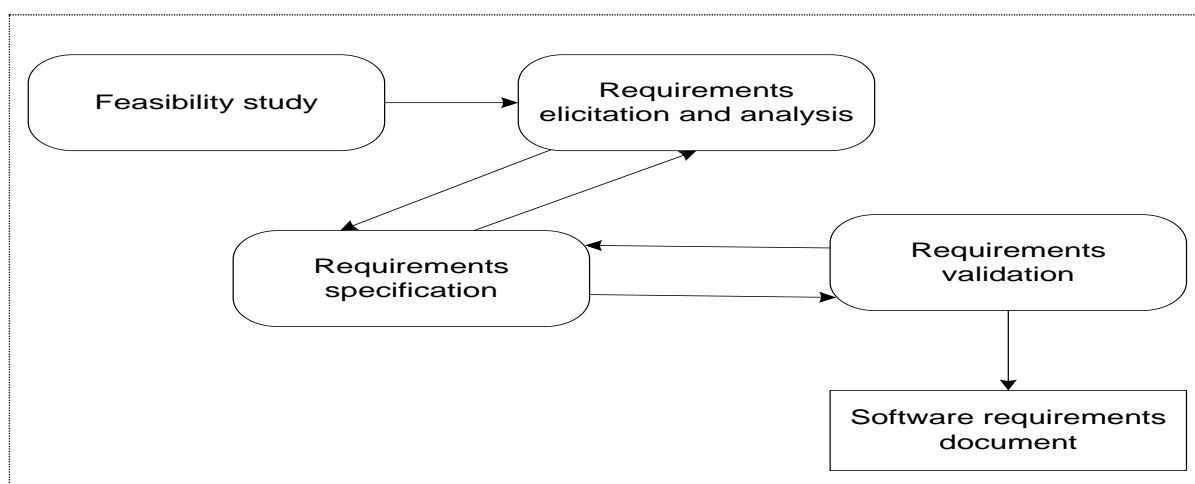 Feasibility study
Requirements
elicitation and analysis
Requirements
specification
Requirements
validation
Software requirements
document